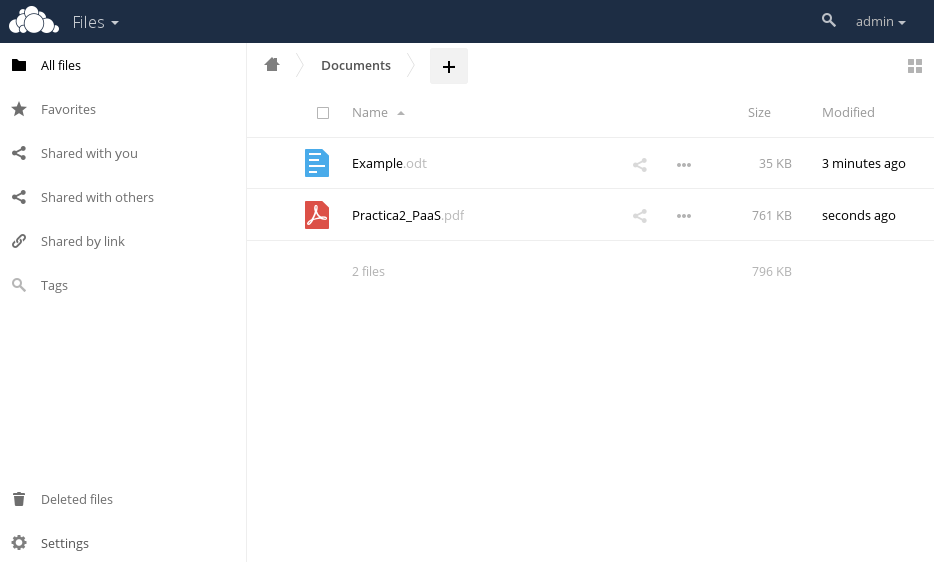 Files
admin
All files
Favorites
Shared with you
Shared with others
Shared by link
Tags
Deleted files
Settings
Documents
Name Size Modified
Example.odt 35 KB 3 minutes ago
Practica2_PaaS.pdf 761 KB seconds ago
2 files 796 KB